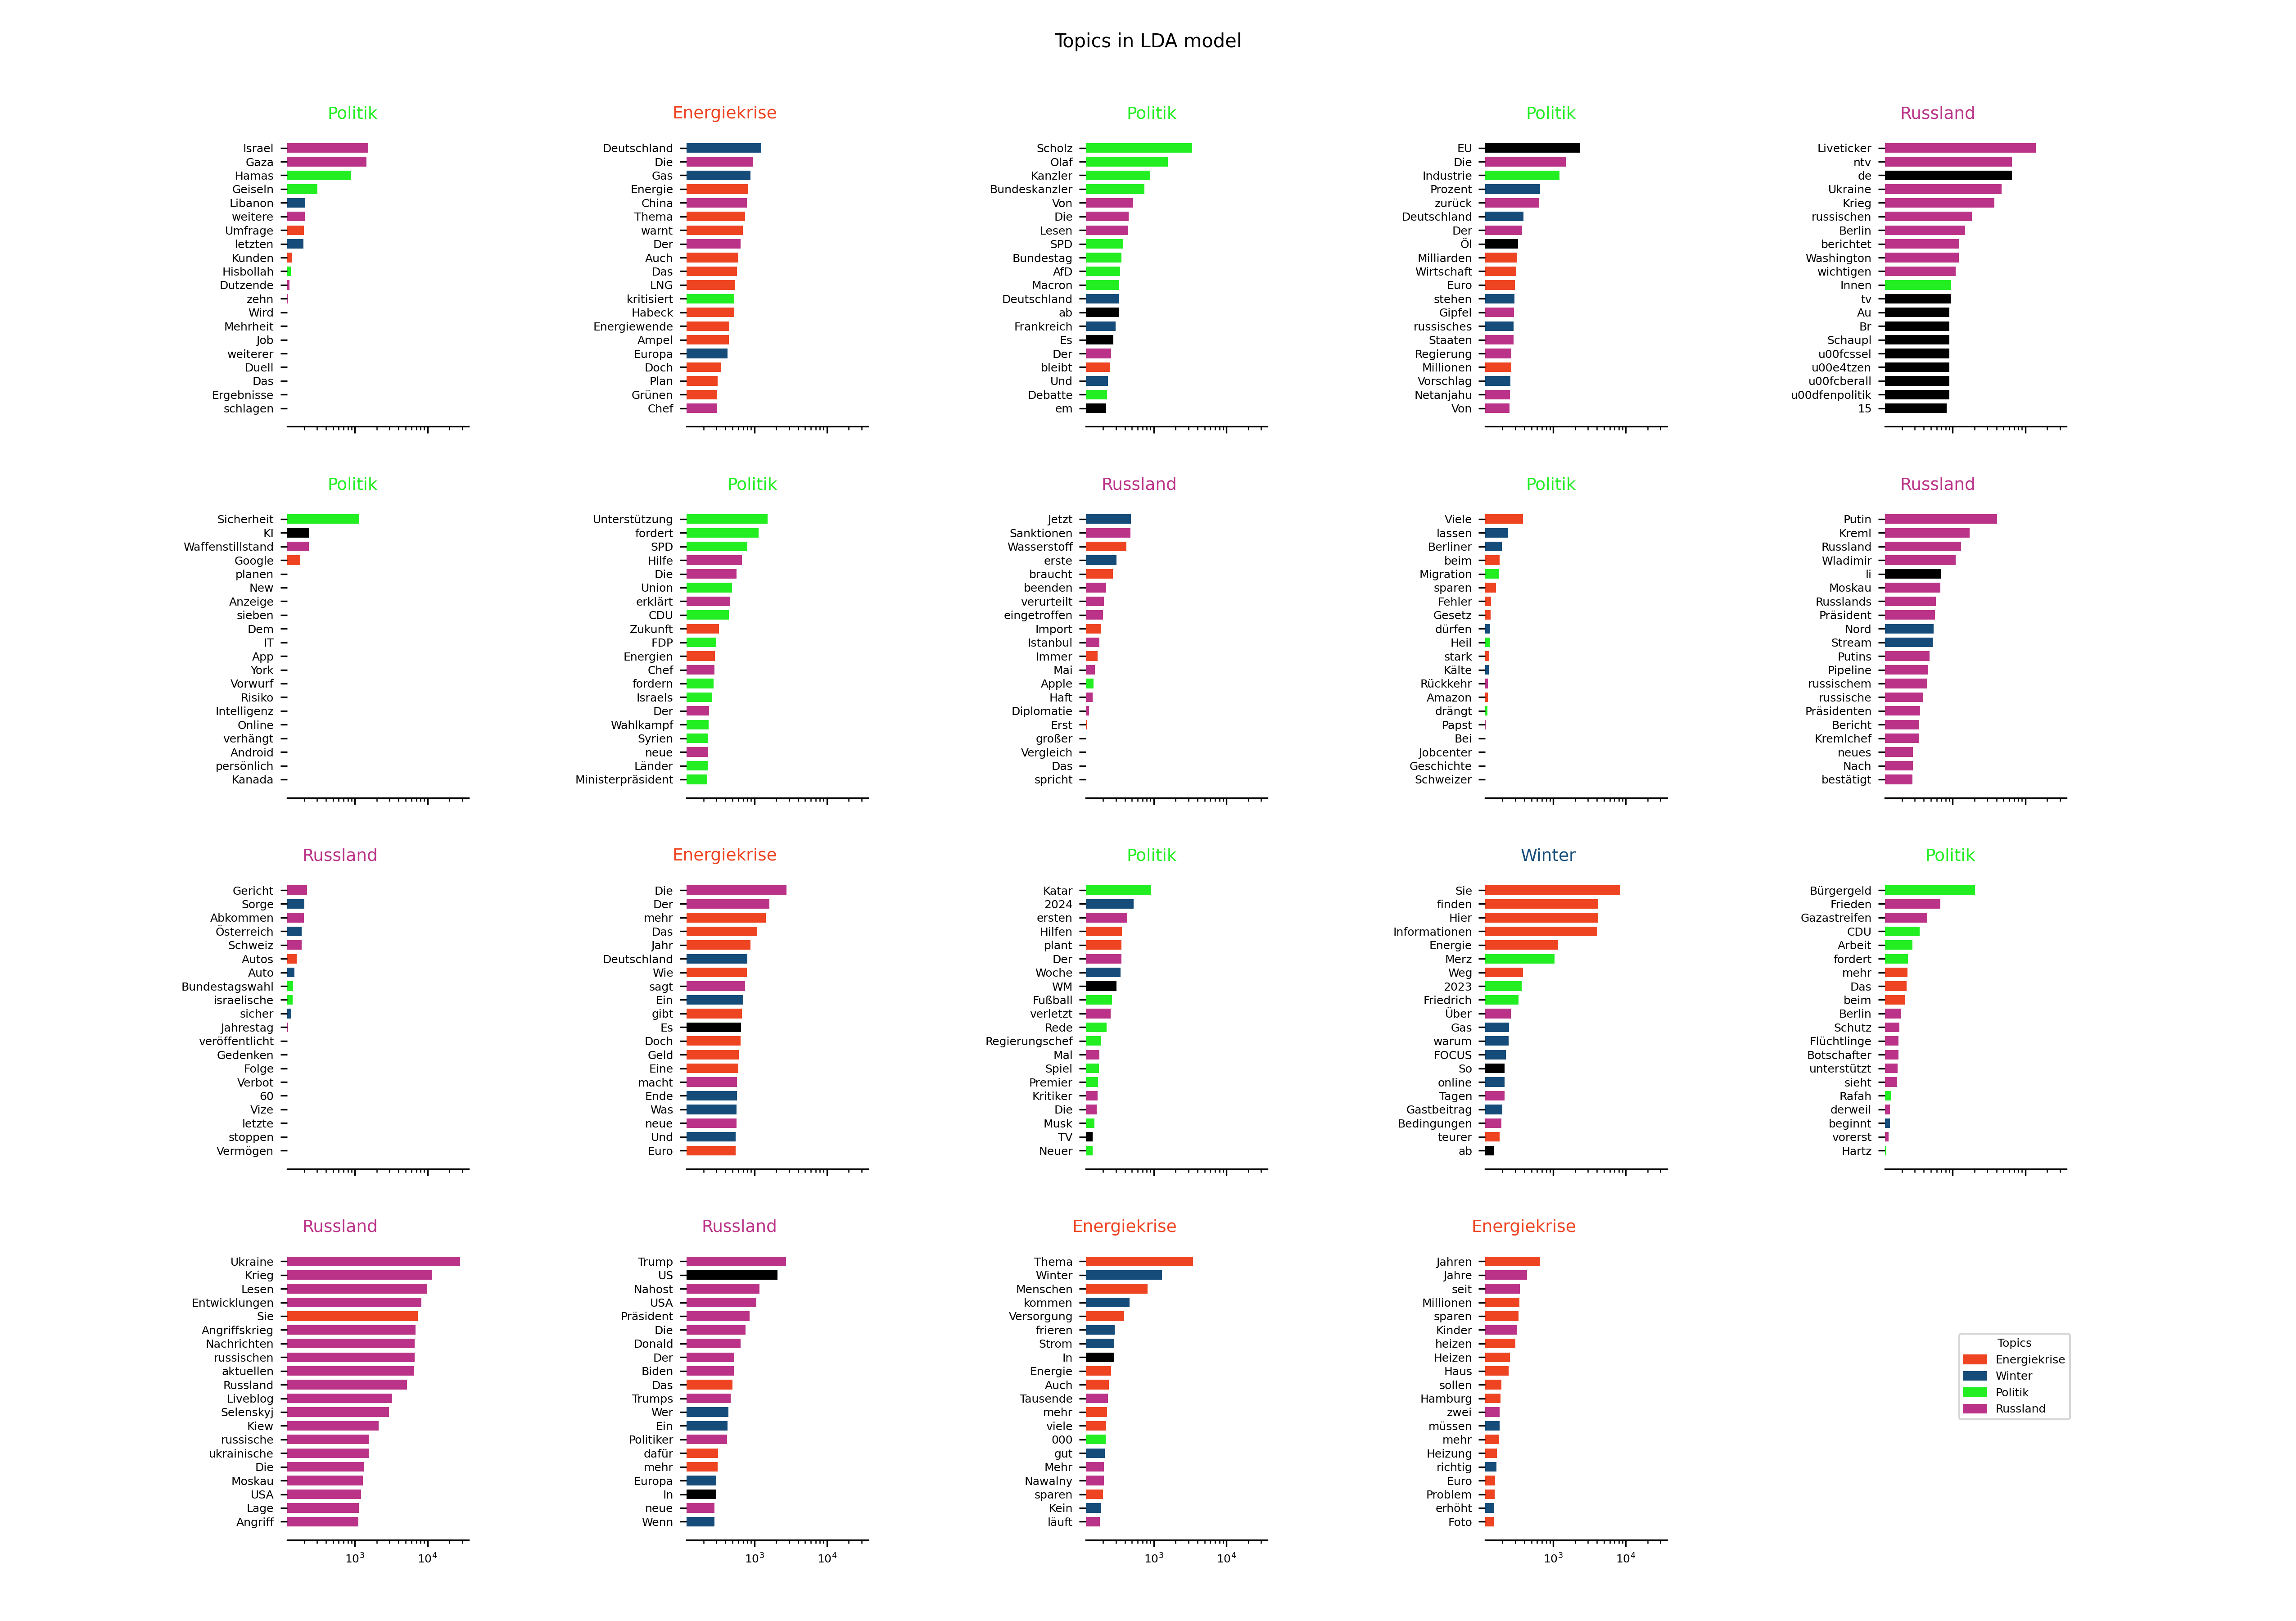 Topics in LDA model
Politik
Israel
Gaza
Hamas
Geiseln
Libanon
weitere
Umfrage
letzten
Kunden
Hisbollah
Dutzende
zehn
Wird
Mehrheit
Job
weiterer
Duell
Das
Ergebnisse
schlagen
Energiekrise
Deutschland
Die
Gas
Energie
China
Thema
warnt
Der
Auch
Das
LNG
kritisiert
Habeck
Energiewende
Ampel
Europa
Doch
Plan
Grünen
Chef
10³
10⁴
Politik
Scholz
Olaf
Kanzler
Bundeskanzler
Von
Die
Lesen
SPD
Bundestag
AfD
Macron
Deutschland
ab
Frankreich
Es
Der
bleibt
Und
Debatte
em
Politik
EU
Die
Industrie
Prozent
zurück
Deutschland
Der
Öl
Milliarden
Wirtschaft
Euro
stehen
Gipfel
russisches
Staaten
Regierung
Millionen
Vorschlag
Netanjahu
Von
Russland
Liveticker
ntv
de
Ukraine
Krieg
russischen
Berlin
berichtet
Washington
wichtigen
Innen
tv
Au
Br
Schaupl
u00fcssel
u00e4tzen
u00fcberall
u00dfenpolitik
15
Politik
Sicherheit
KI
Waffenstillstand
Google
planen
New
Anzeige
sieben
Dem
IT
App
York
Vorwurf
Risiko
Intelligenz
Online
verhängt
Android
persönlich
Kanada
Politik
Unterstützung
fordert
SPD
Hilfe
Die
Union
erklärt
CDU
Zukunft
FDP
Energien
Chef
fordern
Israels
Der
Wahlkampf
Syrien
neue
Länder
Ministerpräsident
Russland
Jetzt
Sanktionen
Wasserstoff
erste
braucht
beenden
verurteilt
eingetroffen
Import
Istanbul
Immer
Mai
Apple
Haft
Diplomatie
Erst
großer
Vergleich
Das
spricht
Politik
Viele
lassen
Berliner
beim
Migration
sparen
Fehler
Gesetz
dürfen
Heil
stark
Kälte
Rückkehr
Amazon
drängt
Papst
Bei
Jobcenter
Geschichte
Schweizer
Russland
Putin
Kreml
Russland
Wladimir
li
Moskau
Russlands
Präsident
Nord
Stream
Putins
Pipeline
russischem
russische
Präsidenten
Bericht
Kremlchef
neues
Nach
bestätigt
Russland
Gericht
Sorge
Abkommen
Österreich
Schweiz
Autos
Auto
Bundestagswahl
israelische
sicher
Jahrestag
veröffentlicht
Gedenken
Folge
Verbot
60
Vize
letzte
stoppen
Vermögen
Energiekrise
Die
Der
mehr
Das
Jahr
Deutschland
Wie
sagt
Ein
gibt
Es
Doch
Geld
Eine
macht
Ende
Was
neue
Und
Euro
Politik
Katar
2024
ersten
Hilfen
plant
Der
Woche
WM
Fußball
verletzt
Rede
Regierungschef
Mal
Spiel
Premier
Kritiker
Die
Musk
TV
Neuer
Winter
Sie
finden
Hier
Informationen
Energie
Merz
Weg
2023
Friedrich
Über
Gas
warum
FOCUS
So
online
Tagen
Gastbeitrag
Bedingungen
teurer
ab
Politik
Bürgergeld
Frieden
Gazastreifen
CDU
Arbeit
fordert
mehr
Das
beim
Berlin
Schutz
Flüchtlinge
Botschafter
unterstützt
sieht
Rafah
derweil
beginnt
vorerst
Hartz
Russland
Ukraine
Krieg
Lesen
Entwicklungen
Sie
Angriffskrieg
Nachrichten
russischen
aktuellen
Russland
Liveblog
Selenskyj
Kiew
russische
ukrainische
Die
Moskau
USA
Lage
Angriff
10³
10⁴
Russland
Trump
US
Nahost
USA
Präsident
Die
Donald
Der
Biden
Das
Trumps
Wer
Ein
Politiker
dafür
mehr
Europa
In
neue
Wenn
10³
10⁴
Energiekrise
Thema
Winter
Menschen
kommen
Versorgung
frieren
Strom
In
Energie
Auch
Tausende
mehr
viele
000
gut
Mehr
Nawalny
sparen
Kein
läuft
10³
10⁴
Energiekrise
Jahren
Jahre
seit
Millionen
sparen
Kinder
heizen
Heizen
Haus
sollen
Hamburg
zwei
müssen
mehr
Heizung
richtig
Euro
Problem
erhöht
Foto
10³
10⁴
Topics
Energiekrise
Winter
Politik
Russland